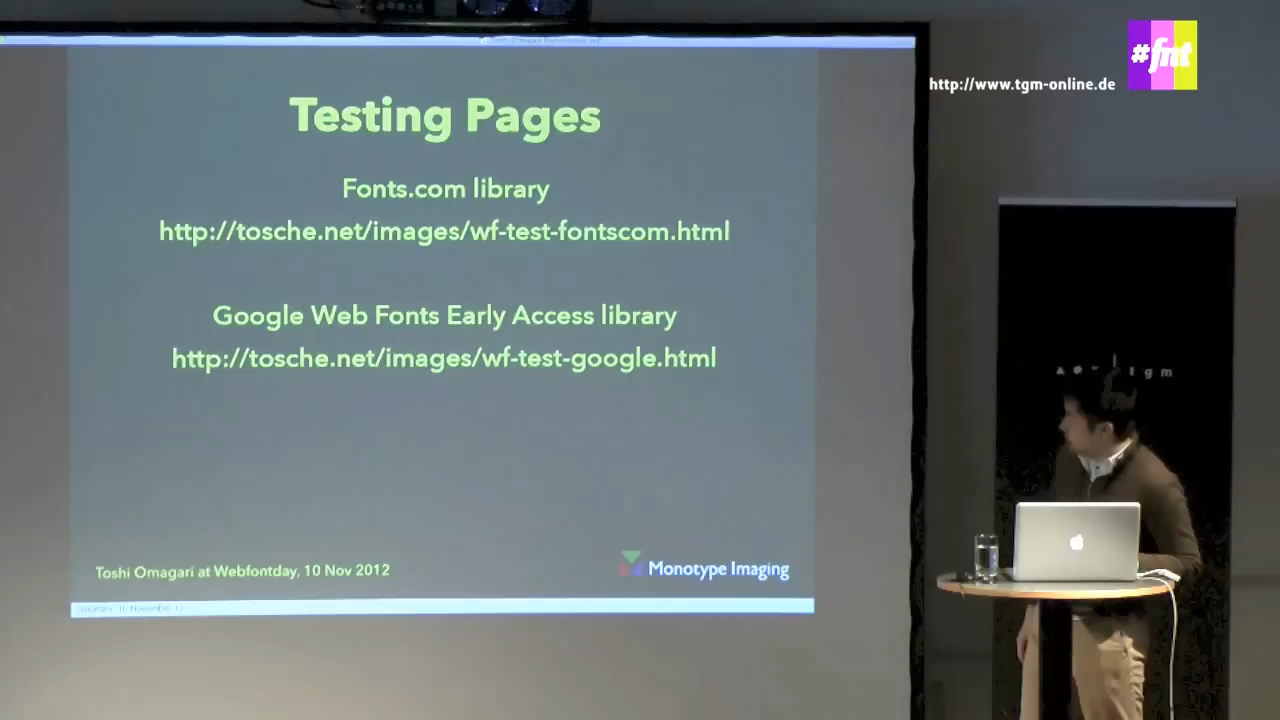 #fnt
http://www.tgm-online.de
Testing Pages
Fonts.com library
http://tosche.net/images/wf-test-fontscom.html
Google Web Fonts Early Access library
http://tosche.net/images/wf-test-google.html
tgm
Toshi Omagari at Webfontday, 10 Nov 2012
Monotype Imaging